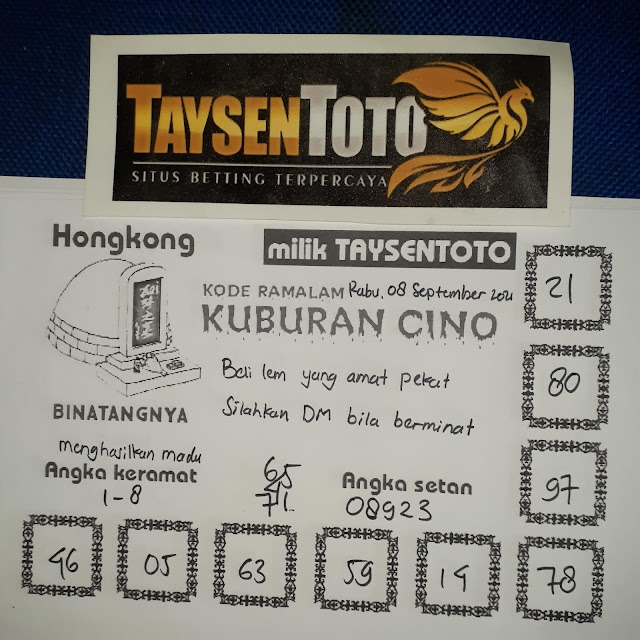 TAYSENTOTO
SITUS BETTING TERPERCAYA
Hongkong
milik TAYSENTOTO
KODE RAMALAM Rabu, 08 September 2021
KUBURAN CINO
21
Beli lem yang amat pekat
80
Silahkan DM bila berminat
BINATANGNYA
menghasilkan madu
Angka keramat
1-8
65
71
Angka setan
08923
97
46
05
63
59
14
78